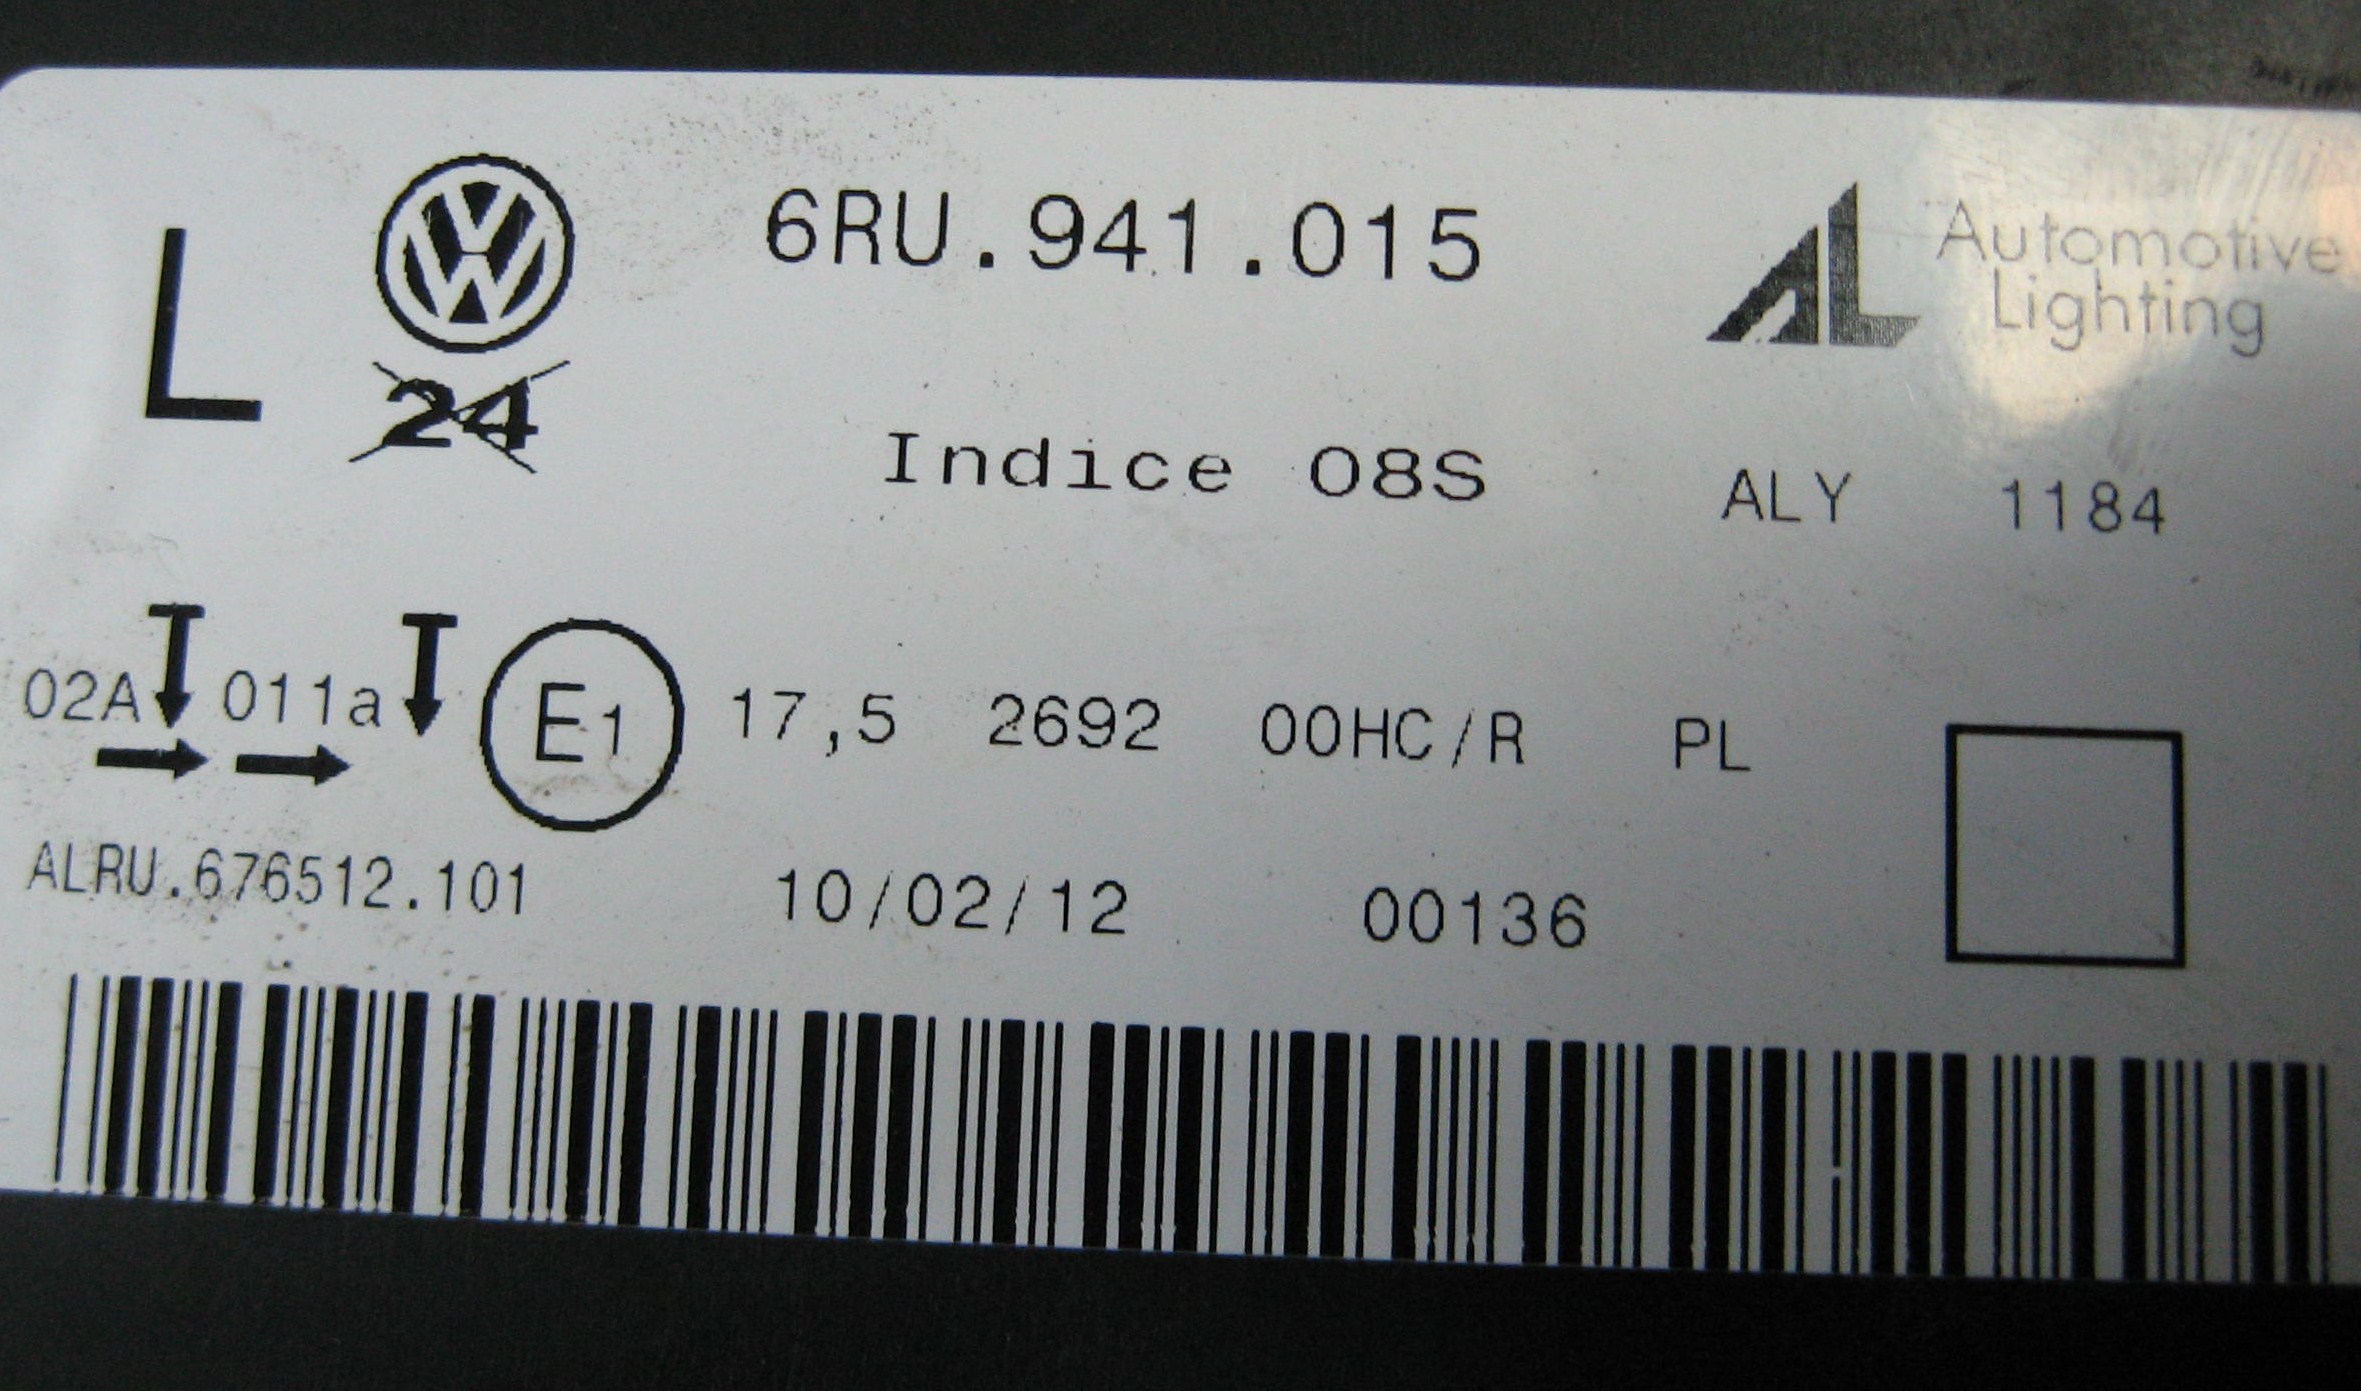 L 6RU.941.015 Automotive
Lighting
24
Indice 08S ALY 1184
02A 011a E1 17,5 2692 00HC/R PL
ALRU.676512.101 10/02/12 00136